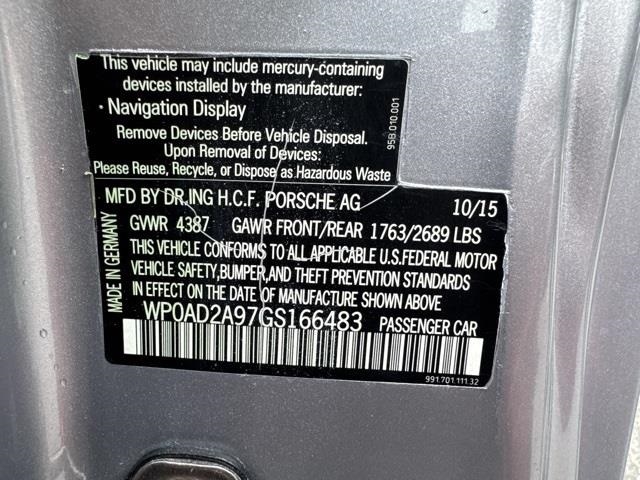 This vehicle may include mercury-containing
devices installed by the manufacturer:
· Navigation Display
Remove Devices Before Vehicle Disposal.
Upon Removal of Devices:
Please Reuse, Recycle, or Dispose as Hazardous Waste
95B.010.001
MFD BY DR.ING H.C.F. PORSCHE AG 10/15
GVWR 4387 GAWR FRONT/REAR 1763/2689 LBS
THIS VEHICLE CONFORMS TO ALL APPLICABLE U.S.FEDERAL MOTOR
VEHICLE SAFETY,BUMPER,AND THEFT PREVENTION STANDARDS
IN EFFECT ON THE DATE OF MANUFACTURE SHOWN ABOVE
WP0AD2A97GS166483 PASSENGER CAR
MADE IN GERMANY
991.701.111.32